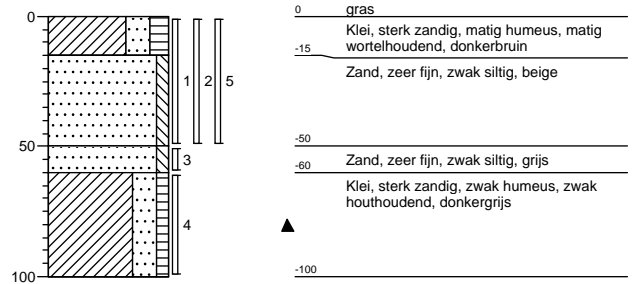 0
50
100
1
2
5
3
4
0
gras
Klei, sterk zandig, matig humeus, matig
wortelhoudend, donkerbruin
-15
Zand, zeer fijn, zwak siltig, beige
-50
Zand, zeer fijn, zwak siltig, grijs
-60
Klei, sterk zandig, zwak humeus, zwak
houthoudend, donkergrijs
-100